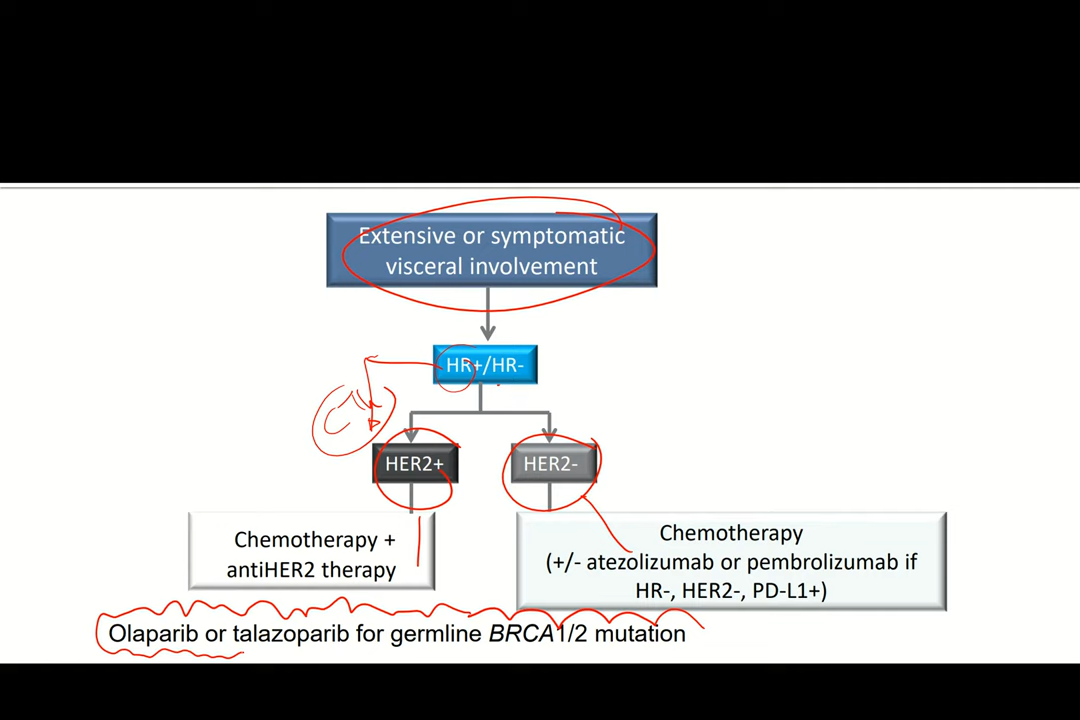 Extensive or symptomatic
visceral involvement
HR+/HR-
HER2+
HER2-
Chemotherapy +
antiHER2 therapy
Chemotherapy
(+/- atezolizumab or pembrolizumab if
HR-, HER2-, PD-L1+)
Olaparib or talazoparib for germline BRCA1/2 mutation